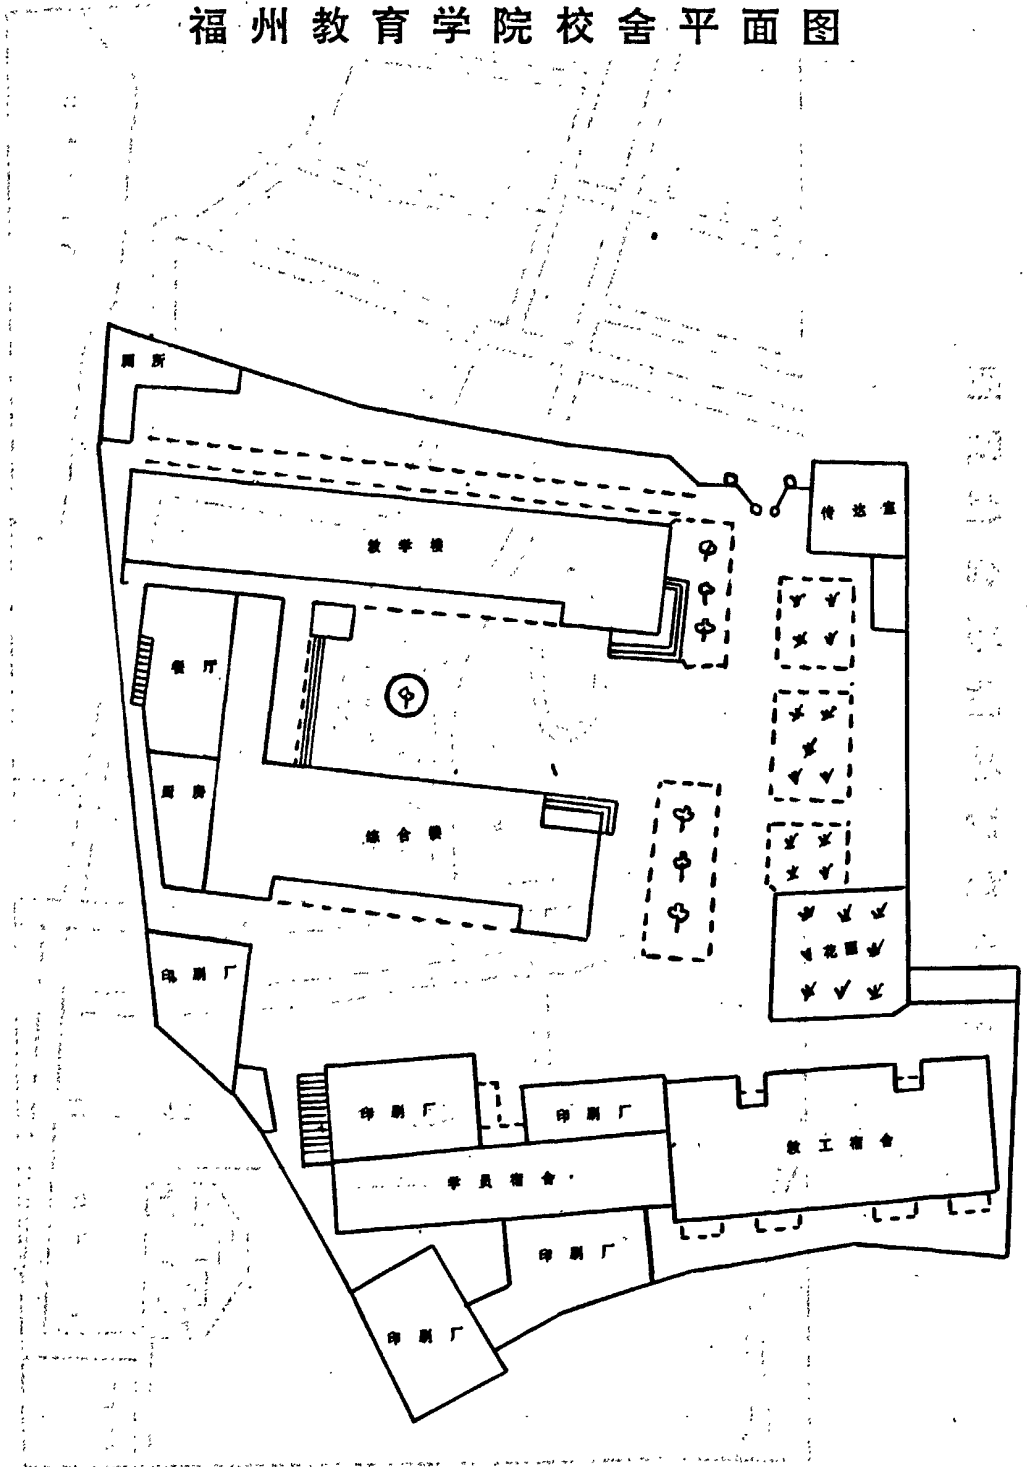 福州教育学院校舍平面图
厕所
传达室
教学楼
餐厅
厨房
综合楼
花圃
印刷厂
印刷厂
印刷厂
教工宿舍
学员宿舍
印刷厂
印刷厂